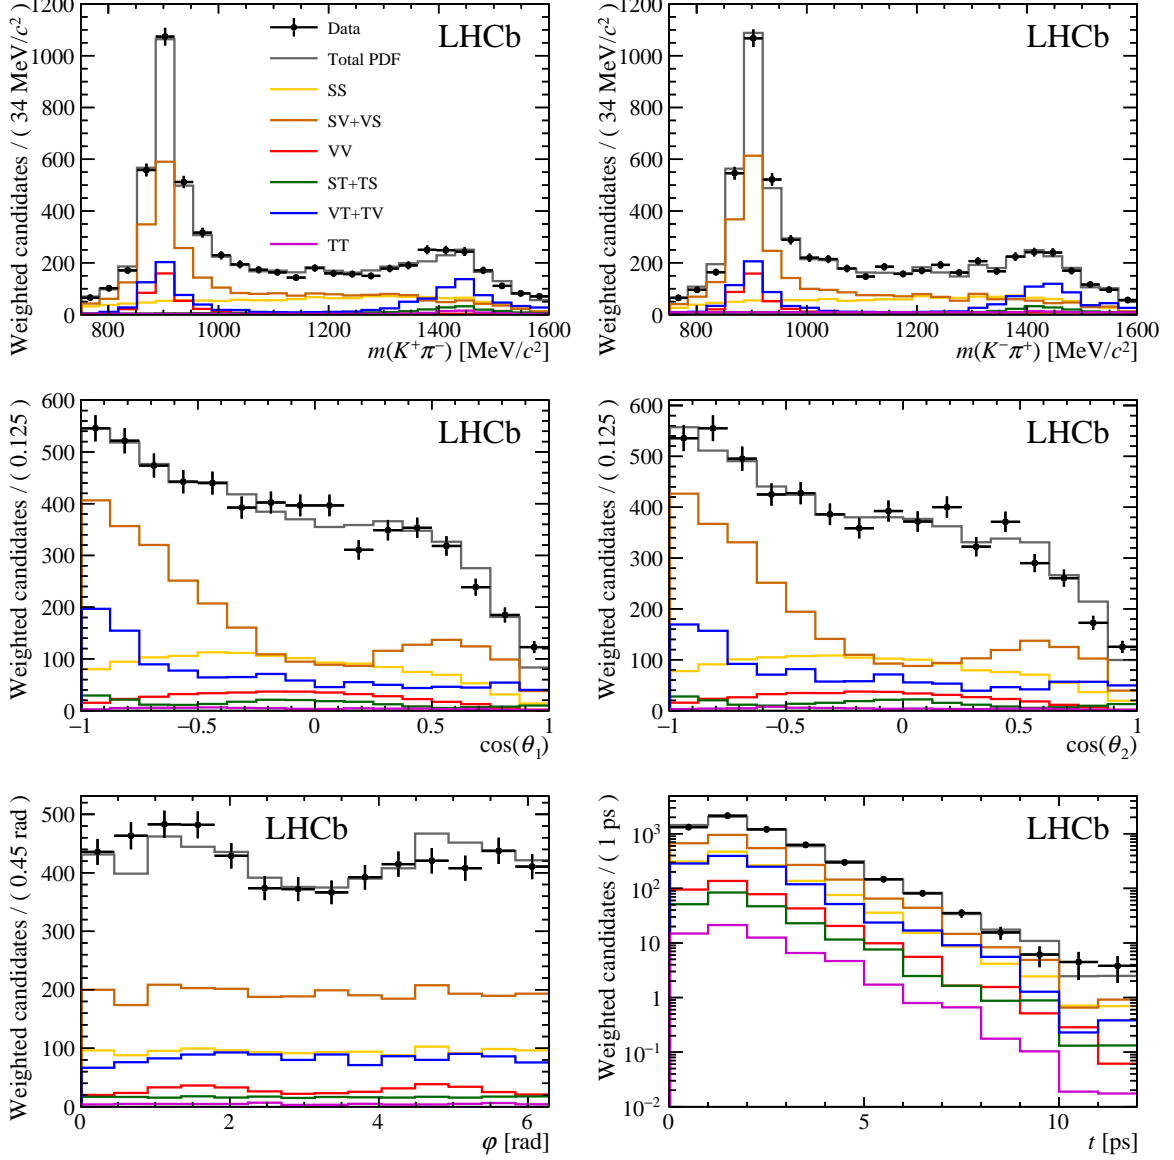 Weighted candidates / ( 34 MeV/c² )
1200
1000
800
600
400
200
0
LHCb
Data
Total PDF
SS
SV+VS
VV
ST+TS
VT+TV
TT
800 1000 1200 1400 1600
m(K⁺π⁻) [MeV/c²]
Weighted candidates / ( 34 MeV/c² )
1200
1000
800
600
400
200
0
LHCb
800 1000 1200 1400 1600
m(K⁻π⁺) [MeV/c²]
Weighted candidates / ( 0.125 )
600
500
400
300
200
100
0
LHCb
−1 −0.5 0 0.5 1
cos(θ₁)
Weighted candidates / ( 0.125 )
600
500
400
300
200
100
0
LHCb
−1 −0.5 0 0.5 1
cos(θ₂)
Weighted candidates / ( 0.45 rad )
500
400
300
200
100
0
LHCb
0 2 4 6
φ [rad]
Weighted candidates / ( 1 ps )
10³
10²
10
1
10⁻¹
10⁻²
LHCb
0 5 10
t [ps]